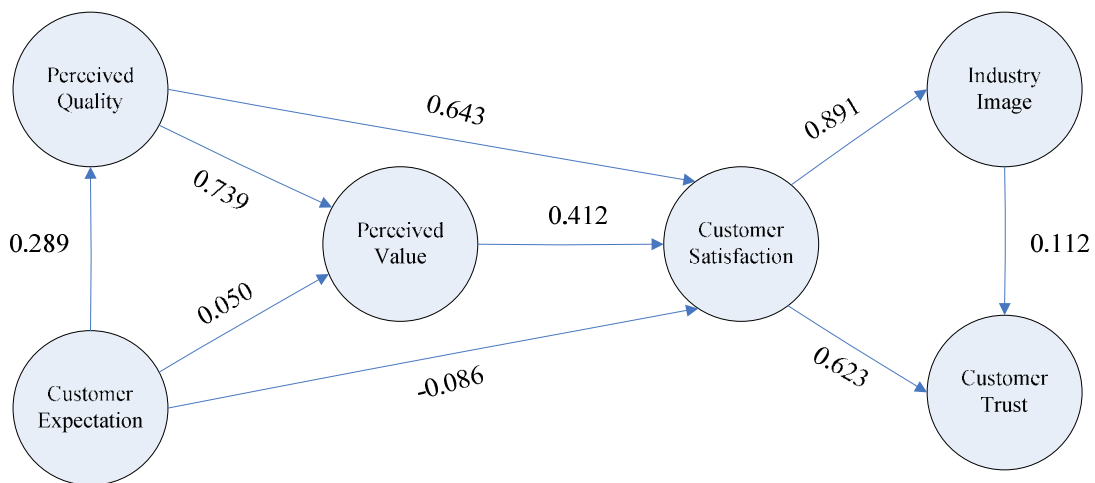 Perceived
Quality
Industry
Image
0.643
0.891
0.739
Perceived
Value
0.412
Customer
Satisfaction
0.289
0.112
0.050
-0.086
0.623
Customer
Expectation
Customer
Trust